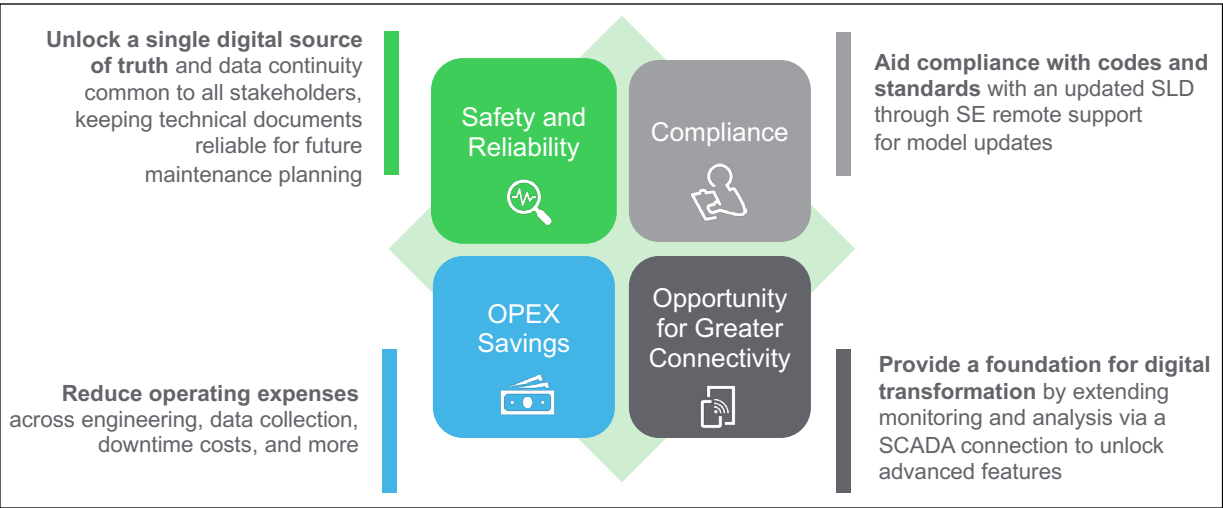 Unlock a single digital source
of truth and data continuity
common to all stakeholders,
keeping technical documents
reliable for future
maintenance planning
Safety and
Reliability
Compliance
Aid compliance with codes and
standards with an updated SLD
through SE remote support
for model updates
Reduce operating expenses
across engineering, data collection,
downtime costs, and more
OPEX
Savings
Opportunity
for Greater
Connectivity
Provide a foundation for digital
transformation by extending
monitoring and analysis via a
SCADA connection to unlock
advanced features